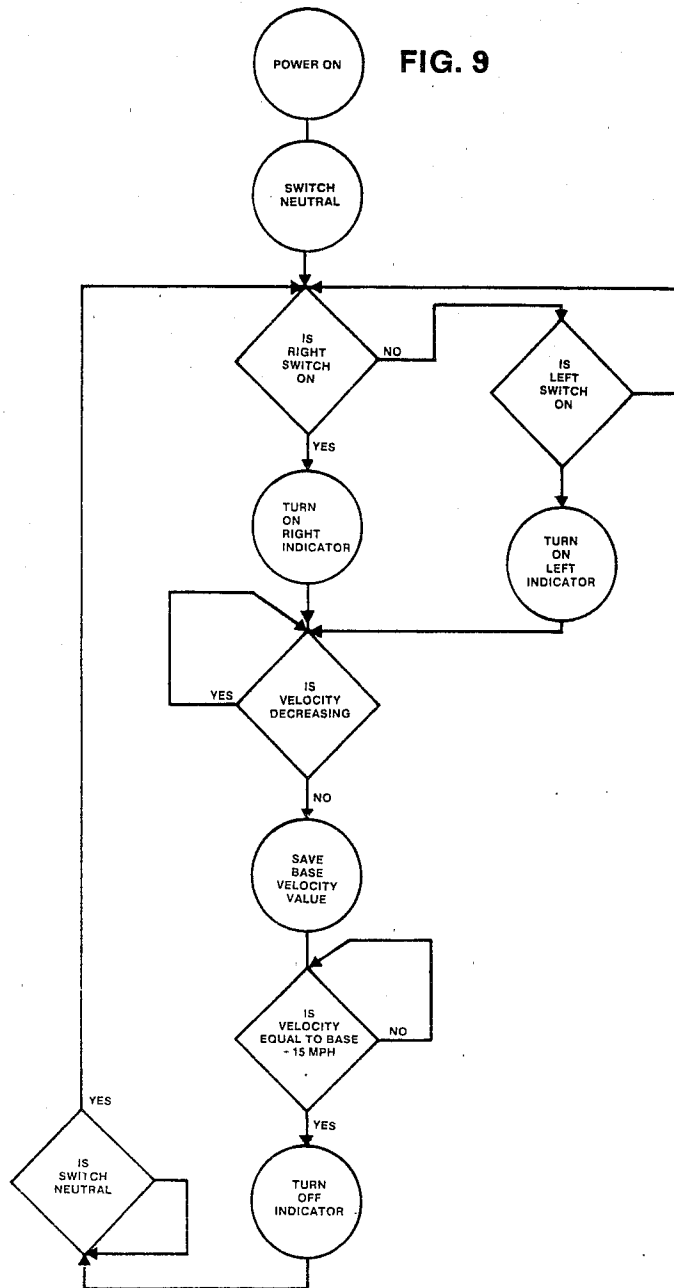 POWER ON
FIG. 9
SWITCH
NEUTRAL
IS
RIGHT
SWITCH
ON
NO
IS
LEFT
SWITCH
ON
YES
TURN
ON
RIGHT
INDICATOR
TURN
ON
LEFT
INDICATOR
IS
VELOCITY
DECREASING
YES
NO
SAVE
BASE
VELOCITY
VALUE
IS
VELOCITY
EQUAL TO BASE
- 15 MPH
NO
YES
TURN
OFF
INDICATOR
YES
IS
SWITCH
NEUTRAL